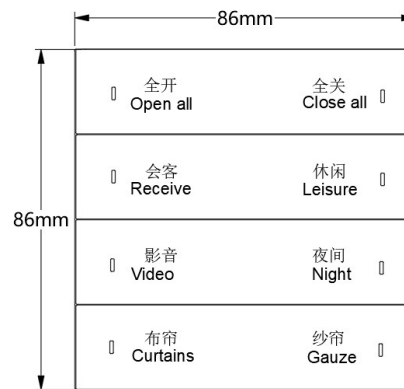 86mm
86mm
全开 全关
Open all Close all
会客 休闲
Receive Leisure
影音 夜间
Video Night
布帘 纱帘
Curtains Gauze